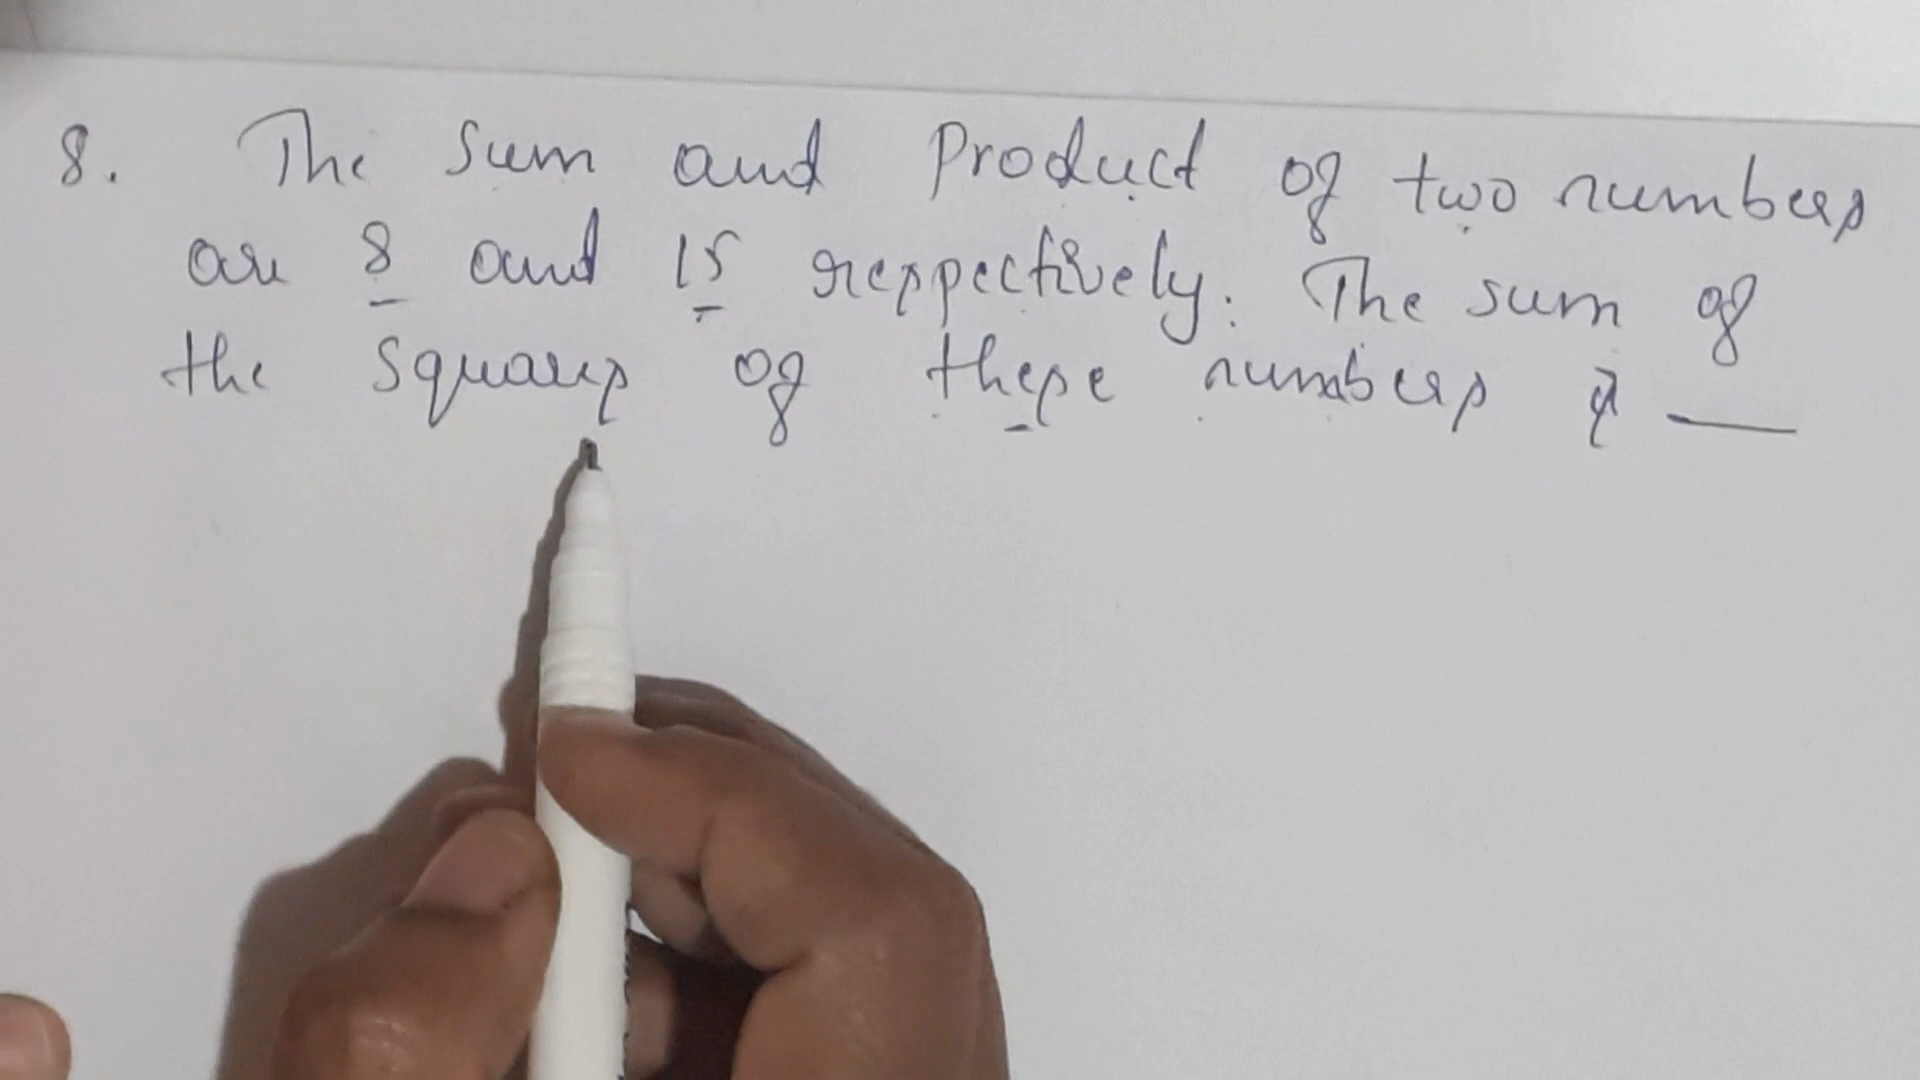 8. The sum and Product of two numbers
are 8 and 15 respectively. The sum of
the squares of these numbers is __